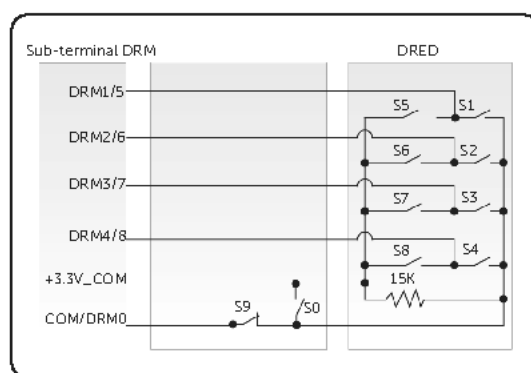 Sub-terminal DRM
DRED
DRM1/5
S5 S1
DRM2/6
S6 S2
DRM3/7
S7 S3
DRM4/8
S8 S4
+3.3V_COM
15K
S9 S0
COM/DRM0